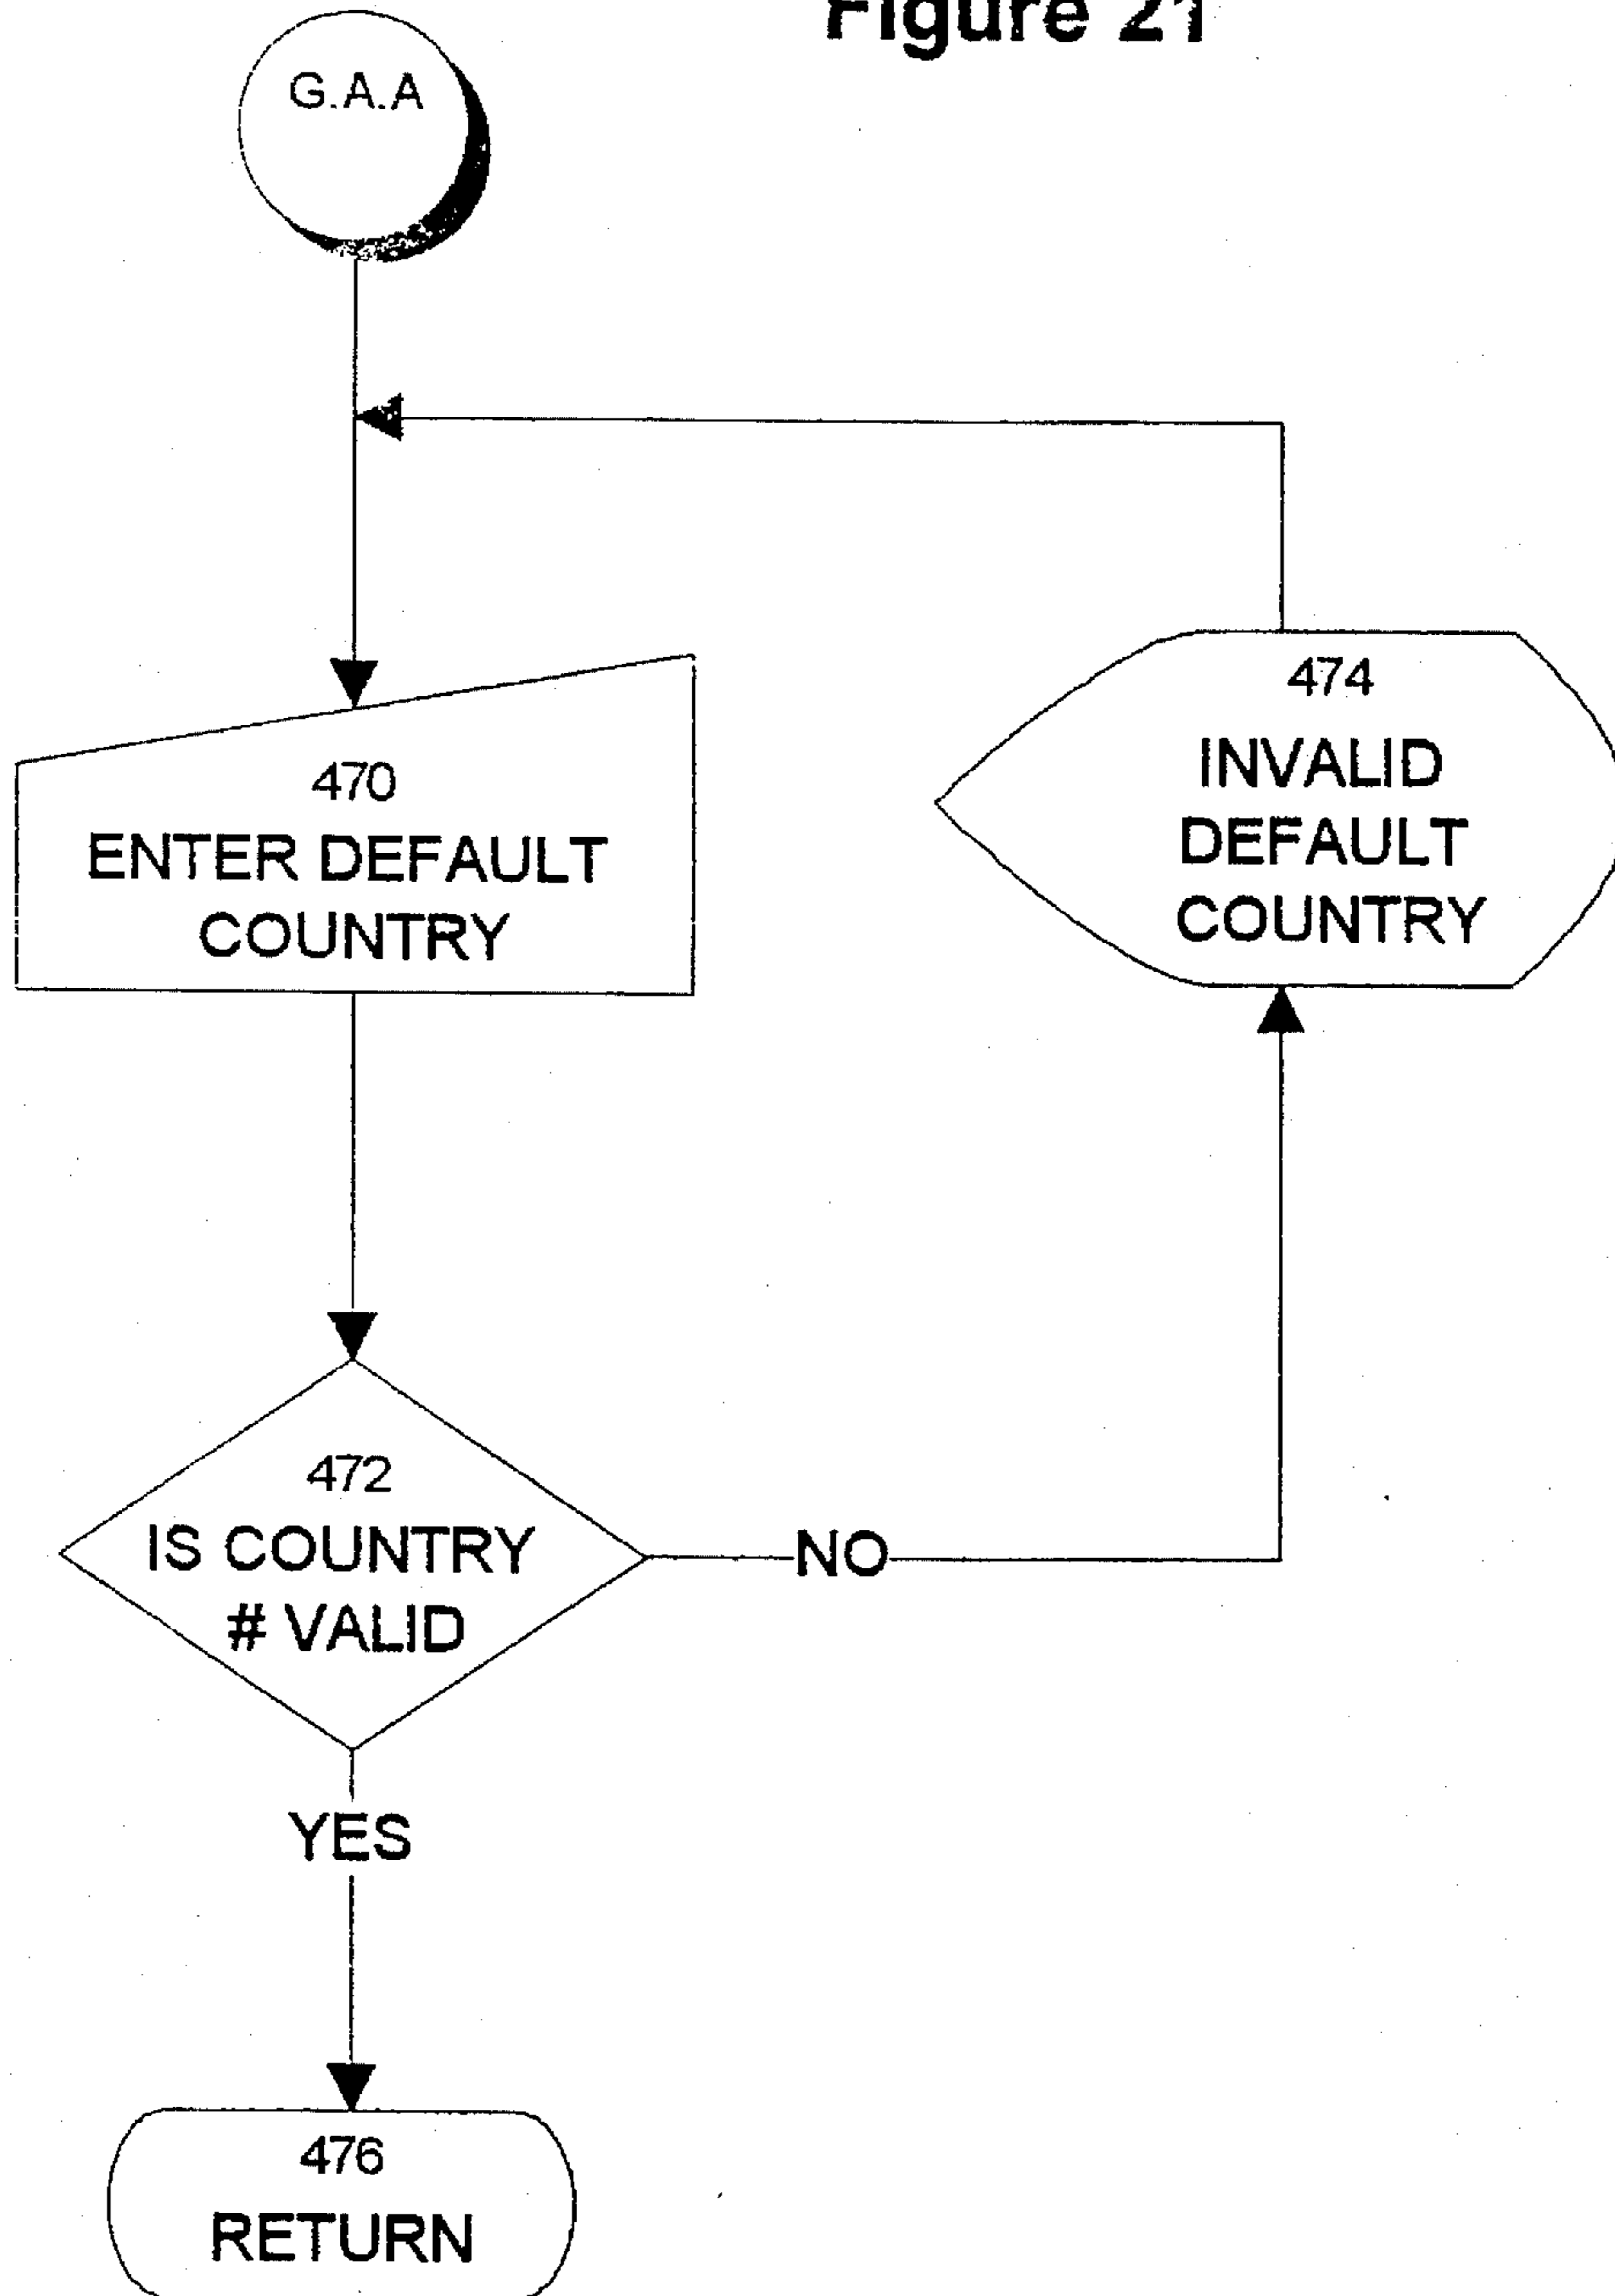 Figure 21
G.A.A
470
ENTER DEFAULT
COUNTRY
474
INVALID
DEFAULT
COUNTRY
472
IS COUNTRY
# VALID
NO
YES
476
RETURN